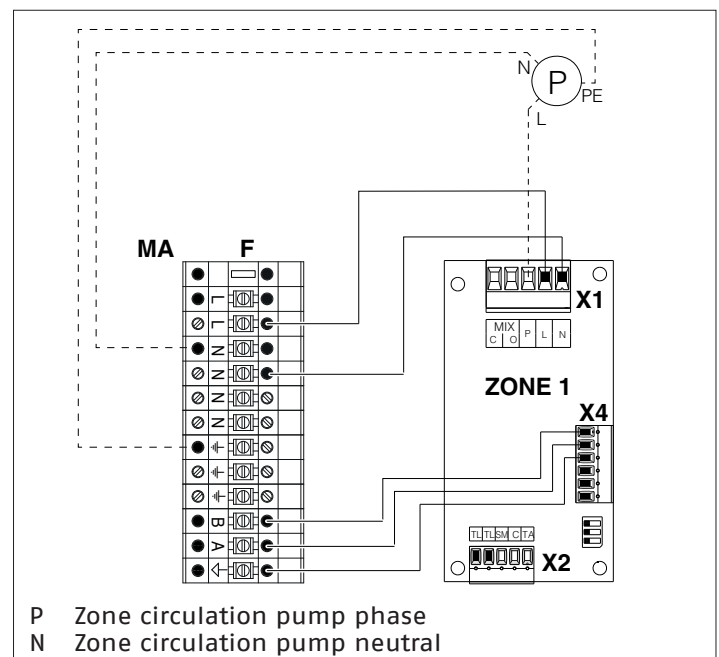 N
P
PE
L
MA
F
L
L
N
N
N
N
B
A
X1
MIX
C O P L N
ZONE 1
X4
TL TL SM C TA
X2
P Zone circulation pump phase
N Zone circulation pump neutral